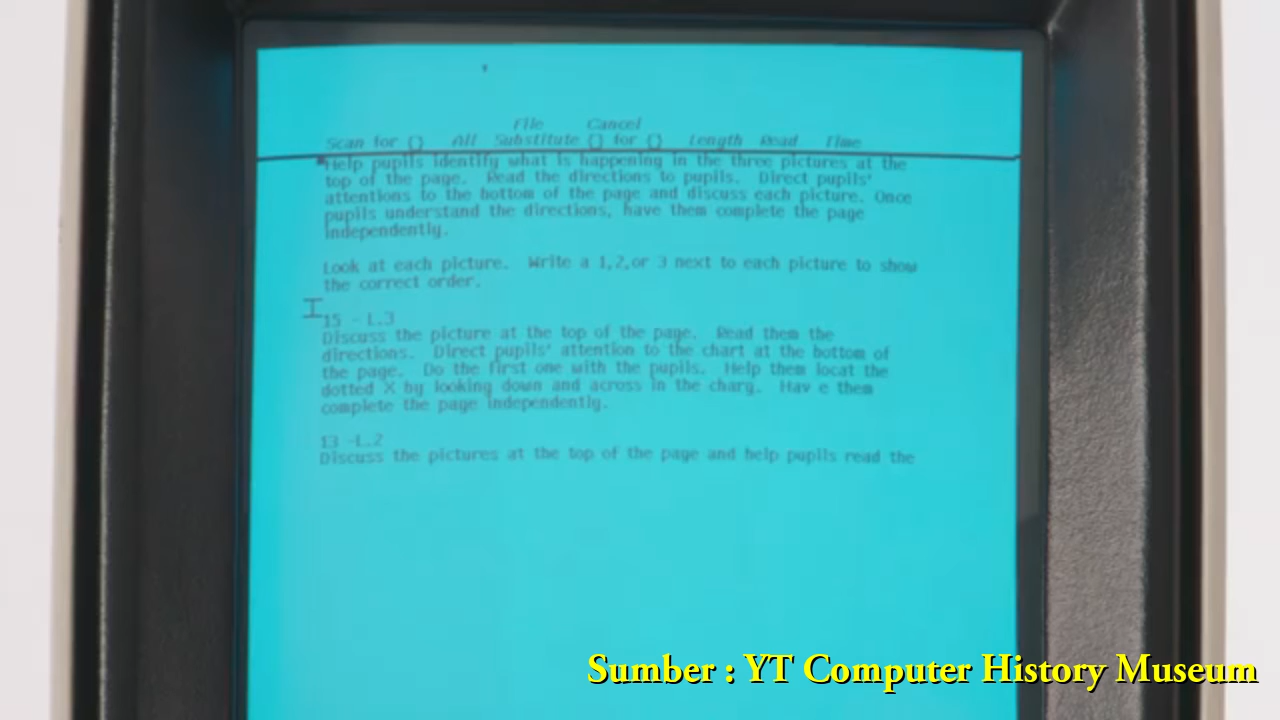 File Cancel
Scan for {} All Substitute {} for {} Length Read Time
Help pupils identify what is happening in the three pictures at the
top of the page. Read the directions to pupils. Direct pupils'
attentions to the bottom of the page and discuss each picture. Once
pupils understand the directions, have them complete the page
independently.
Look at each picture. Write a 1,2,or 3 next to each picture to show
the correct order.
15 - L.3
Discuss the picture at the top of the page. Read them the
directions. Direct pupils' attention to the chart at the bottom of
the page. Do the first one with the pupils. Help them locat the
dotted X by looking down and across in the charg. Hav e them
complete the page independently.
13 -L.2
Discuss the pictures at the top of the page and help pupils read the
Sumber : YT Computer History Museum